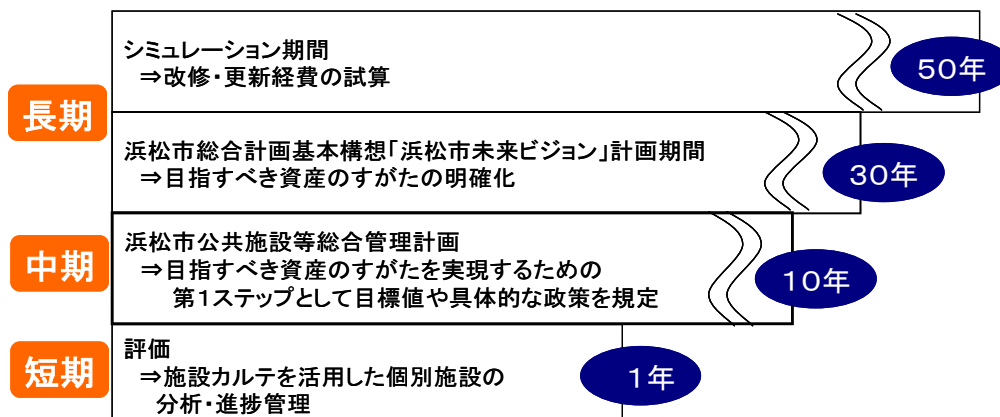 長期
シミュレーション期間
⇒改修・更新経費の試算
50年
浜松市総合計画基本構想「浜松市未来ビジョン」計画期間
⇒目指すべき資産のすがたの明確化
30年
中期
浜松市公共施設等総合管理計画
⇒目指すべき資産のすがたを実現するための
第1ステップとして目標値や具体的な政策を規定
10年
短期
評価
⇒施設カルテを活用した個別施設の
分析・進捗管理
1年